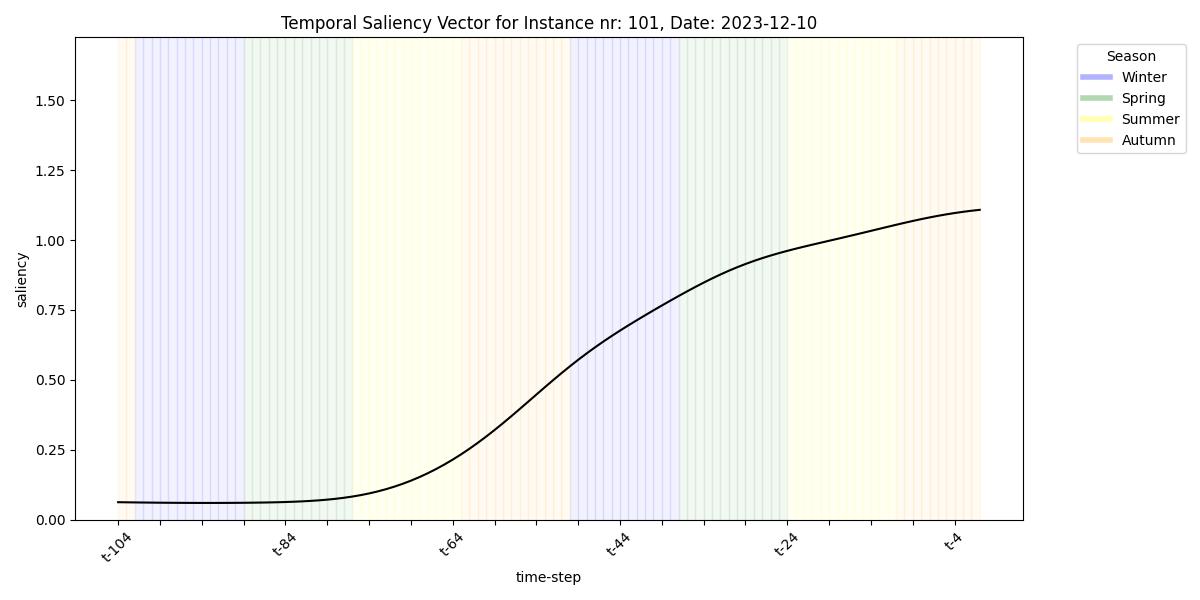 Temporal Saliency Vector for Instance nr: 101, Date: 2023-12-10
Season
Winter
Spring
Summer
Autumn
saliency
1.50
1.25
1.00
0.75
0.50
0.25
0.00
t-104 t-84 t-64 t-44 t-24 t-4
time-step